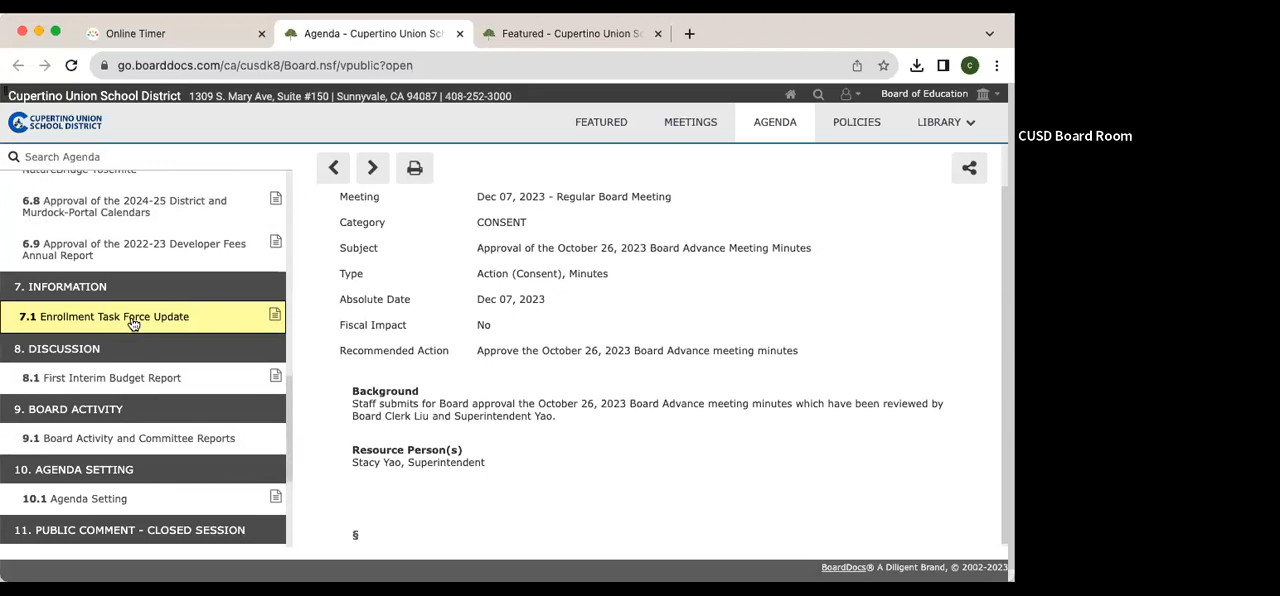 Online Timer
Agenda - Cupertino Union Sc
Featured - Cupertino Union S
go.boarddocs.com/ca/cusdk8/Board.nsf/vpublic?open
C
Cupertino Union School District 1309 S. Mary Ave, Suite #150 | Sunnyvale, CA 94087 | 408-252-3000
Board of Education
CUPERTINO UNION
SCHOOL DISTRICT
FEATURED
MEETINGS
AGENDA
POLICIES
LIBRARY
CUSD Board Room
Search Agenda
NatureBridge Yosemite
6.8 Approval of the 2024-25 District and
Murdock-Portal Calendars
6.9 Approval of the 2022-23 Developer Fees
Annual Report
7. INFORMATION
7.1 Enrollment Task Force Update
8. DISCUSSION
8.1 First Interim Budget Report
9. BOARD ACTIVITY
9.1 Board Activity and Committee Reports
10. AGENDA SETTING
10.1 Agenda Setting
11. PUBLIC COMMENT - CLOSED SESSION
Meeting Dec 07, 2023 - Regular Board Meeting
Category CONSENT
Subject Approval of the October 26, 2023 Board Advance Meeting Minutes
Type Action (Consent), Minutes
Absolute Date Dec 07, 2023
Fiscal Impact No
Recommended Action Approve the October 26, 2023 Board Advance meeting minutes
Background
Staff submits for Board approval the October 26, 2023 Board Advance meeting minutes which have been reviewed by
Board Clerk Liu and Superintendent Yao.
Resource Person(s)
Stacy Yao, Superintendent
§
BoardDocs® A Diligent Brand, © 2002-2023